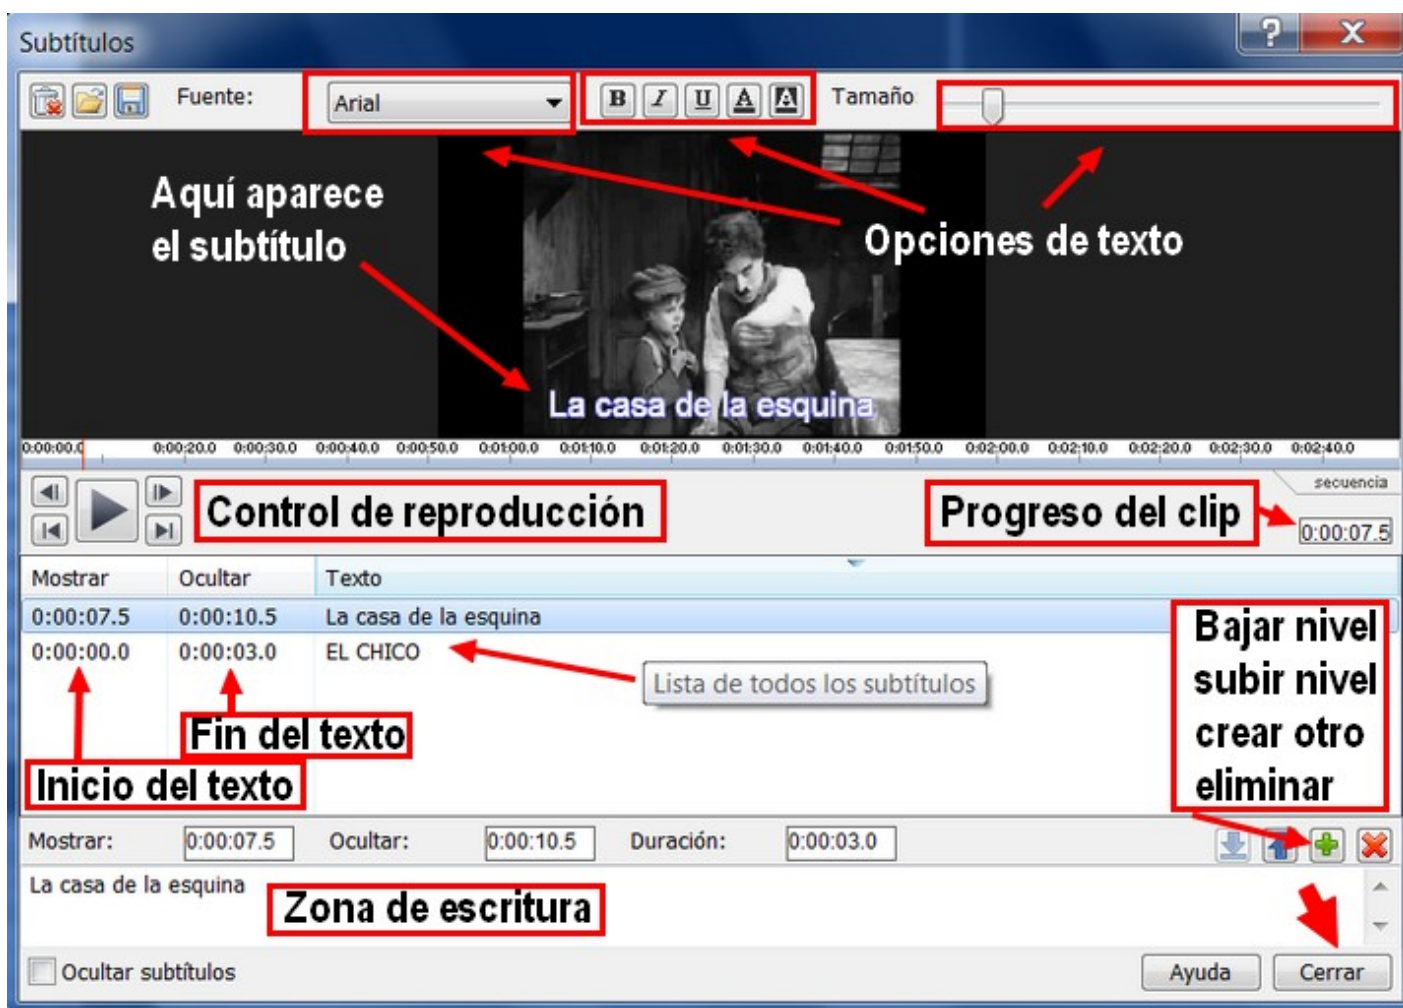 Subtítulos
?
X
Fuente:
Arial
B I U A A
Tamaño
Aquí aparece
el subtítulo
Opciones de texto
La casa de la esquina
0:00:00.0 0:00:20.0 0:00:30.0 0:00:40.0 0:00:50.0 0:01:00.0 0:01:10.0 0:01:20.0 0:01:30.0 0:01:40.0 0:01:50.0 0:02:00.0 0:02:10.0 0:02:20.0 0:02:30.0 0:02:40.0
secuencia
Control de reproducción
Progreso del clip
0:00:07.5
Mostrar Ocultar Texto
0:00:07.5 0:00:10.5 La casa de la esquina
0:00:00.0 0:00:03.0 EL CHICO
Lista de todos los subtítulos
Bajar nivel
subir nivel
crear otro
eliminar
Fin del texto
Inicio del texto
Mostrar: 0:00:07.5 Ocultar: 0:00:10.5 Duración: 0:00:03.0
La casa de la esquina
Zona de escritura
Ocultar subtítulos
Ayuda
Cerrar